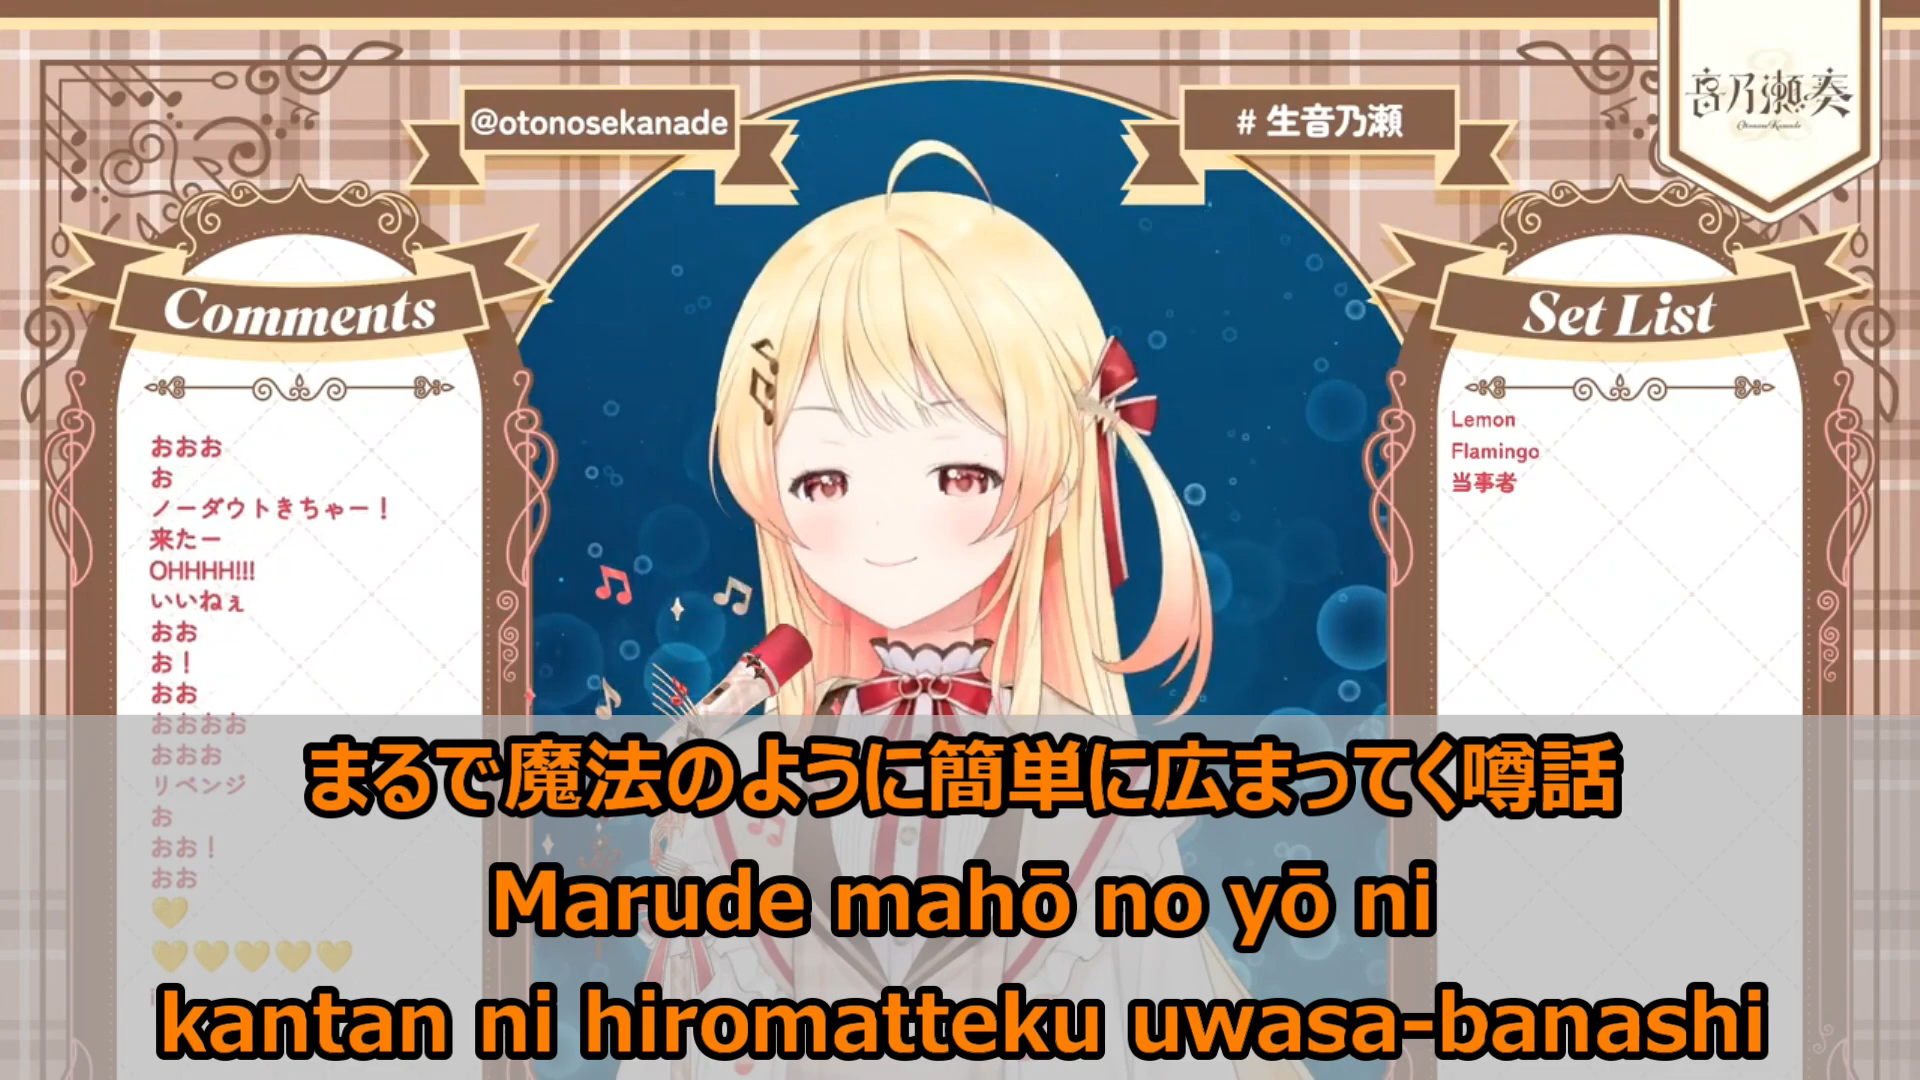 @otonosekanade
# 生音乃瀬
音乃瀬奏
Otonose Kanade
Comments
おおお
お
ノーダウトきちゃー！
来たー
OHHHH!!!
いいねぇ
おお
お！
おお
おおおお
おおお
リベンジ
お
おお！
おお
💛
💛💛💛💛💛
Set List
Lemon
Flamingo
当事者
まるで魔法のように簡単に広まってく噂話
Marude mahō no yō ni
kantan ni hiromatteku uwasa-banashi